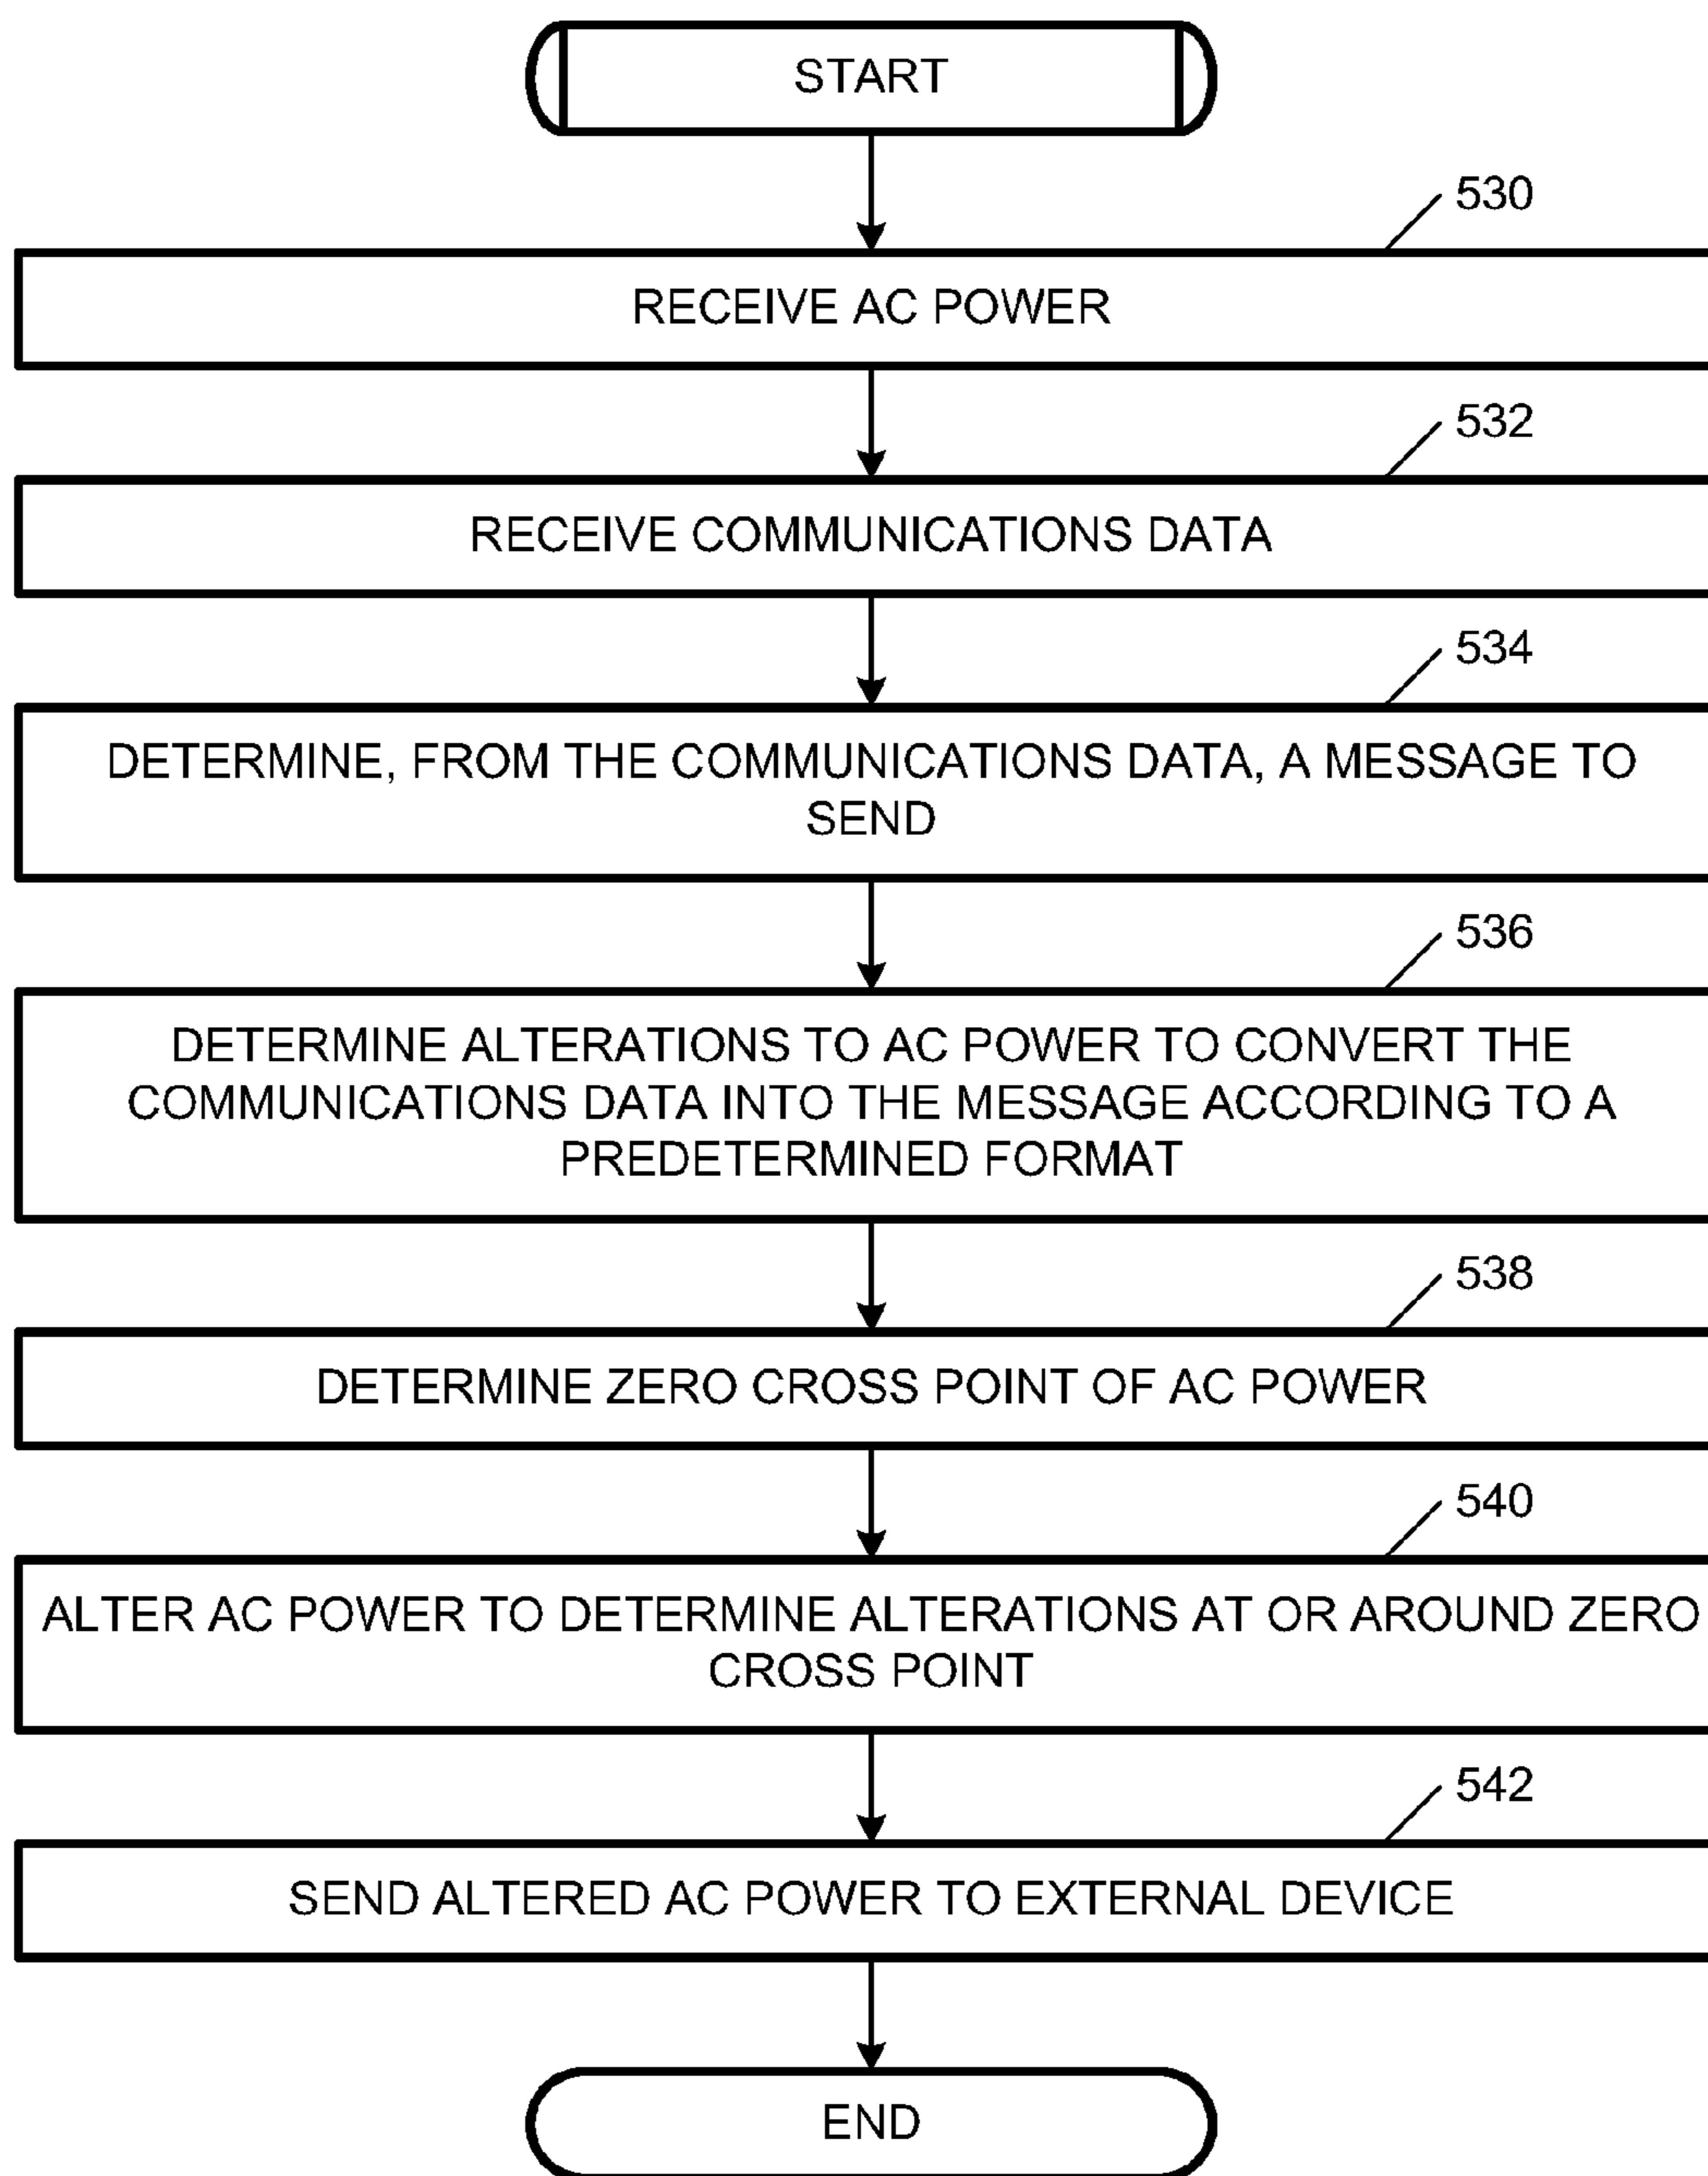 START
530
RECEIVE AC POWER
532
RECEIVE COMMUNICATIONS DATA
534
DETERMINE, FROM THE COMMUNICATIONS DATA, A MESSAGE TO
SEND
536
DETERMINE ALTERATIONS TO AC POWER TO CONVERT THE
COMMUNICATIONS DATA INTO THE MESSAGE ACCORDING TO A
PREDETERMINED FORMAT
538
DETERMINE ZERO CROSS POINT OF AC POWER
540
ALTER AC POWER TO DETERMINE ALTERATIONS AT OR AROUND ZERO
CROSS POINT
542
SEND ALTERED AC POWER TO EXTERNAL DEVICE
END